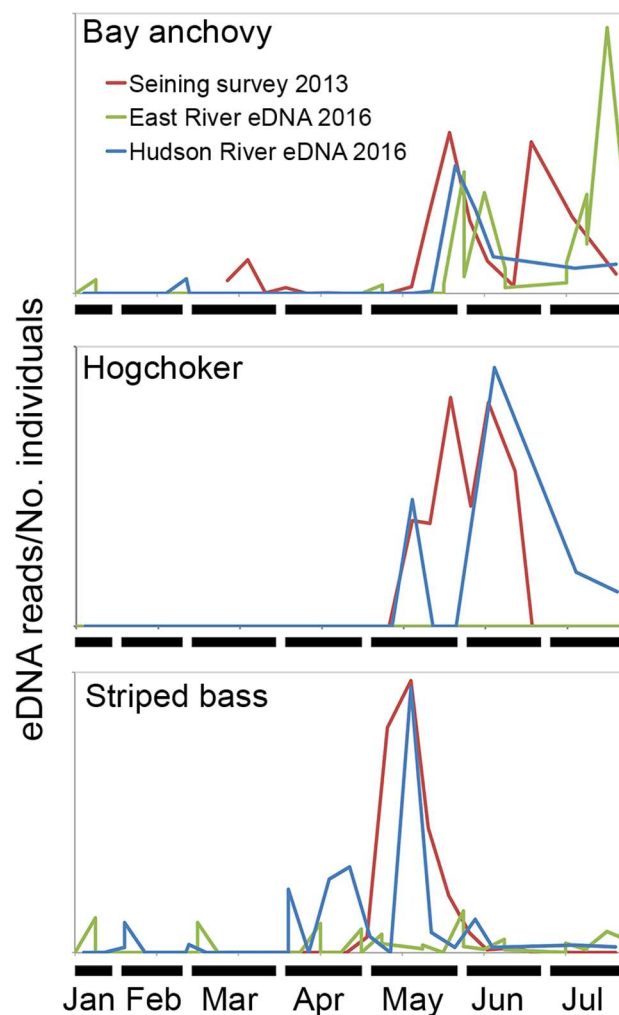 Bay anchovy
Seining survey 2013
East River eDNA 2016
Hudson River eDNA 2016
eDNA reads/No. individuals
Hogchoker
Striped bass
Jan Feb Mar Apr May Jun Jul